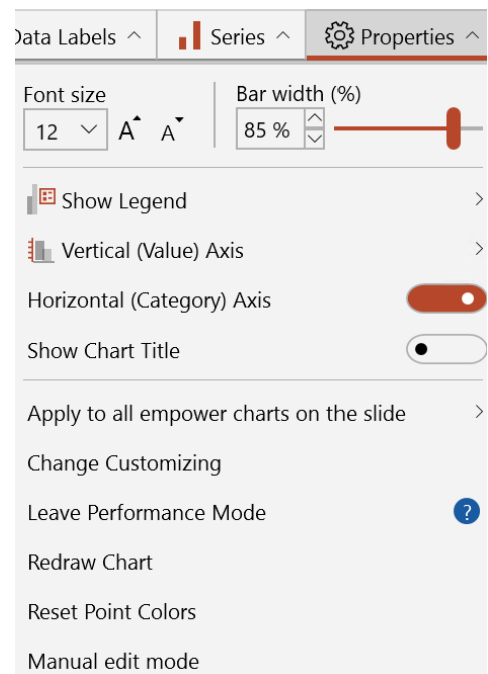 Data Labels
Series
Properties
Font size
Bar width (%)
12
A
A
85 %
Show Legend
Vertical (Value) Axis
Horizontal (Category) Axis
Show Chart Title
Apply to all empower charts on the slide
Change Customizing
Leave Performance Mode
?
Redraw Chart
Reset Point Colors
Manual edit mode